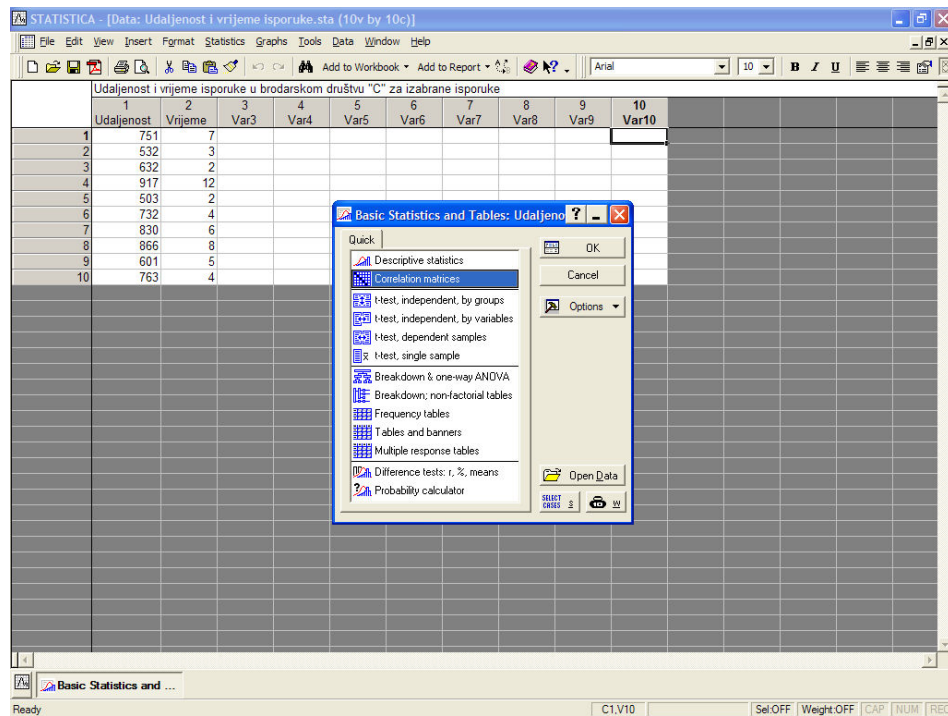 STATISTICA - [Data: Udaljenost i vrijeme isporuke.sta (10v by 10c)]
File Edit View Insert Format Statistics Graphs Tools Data Window Help
Add to Workbook Add to Report Arial 10 B I U
Udaljenost i vrijeme isporuke u brodarskom društvu "C" za izabrane isporuke
1 2 3 4 5 6 7 8 9 10
Udaljenost Vrijeme Var3 Var4 Var5 Var6 Var7 Var8 Var9 Var10
1 751 7
2 532 3
3 632 2
4 917 12
5 503 2
6 732 4
7 830 6
8 866 8
9 601 5
10 763 4
Basic Statistics and Tables: Udaljeno
Quick
Descriptive statistics
Correlation matrices
t-test, independent, by groups
t-test, independent, by variables
t-test, dependent samples
t-test, single sample
Breakdown & one-way ANOVA
Breakdown; non-factorial tables
Frequency tables
Tables and banners
Multiple response tables
Difference tests: r, %, means
Probability calculator
OK
Cancel
Options
Open Data
SELECT CASES S W
Basic Statistics and ...
Ready C1,V10 Sel:OFF Weight:OFF CAP NUM REC